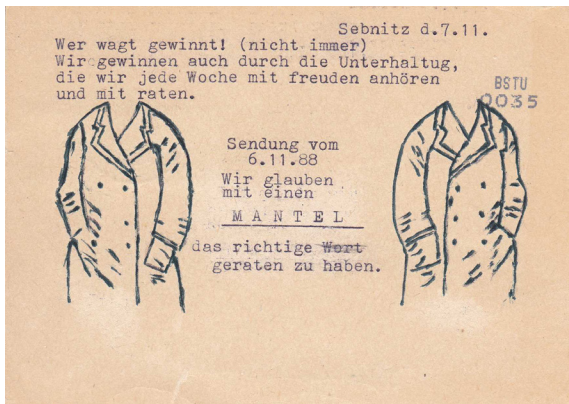 Sebnitz d.7.11.
Wer wagt gewinnt! (nicht immer)
Wir gewinnen auch durch die Unterhaltug,
die wir jede Woche mit freuden anhören
und mit raten.
BSTU
0035
Sendung vom
6.11.88
Wir glauben
mit einen
MANTEL
das richtige Wort
geraten zu haben.